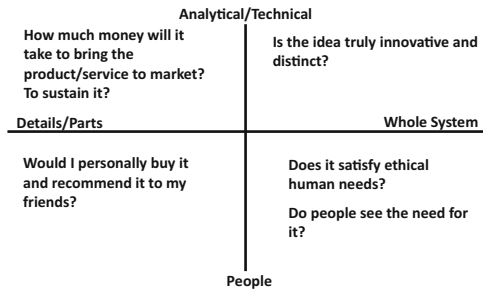 Analytical/Technical
How much money will it
take to bring the
product/service to market?
To sustain it?
Is the idea truly innovative and
distinct?
Details/Parts
Whole System
Would I personally buy it
and recommend it to my
friends?
Does it satisfy ethical
human needs?
Do people see the need for
it?
People